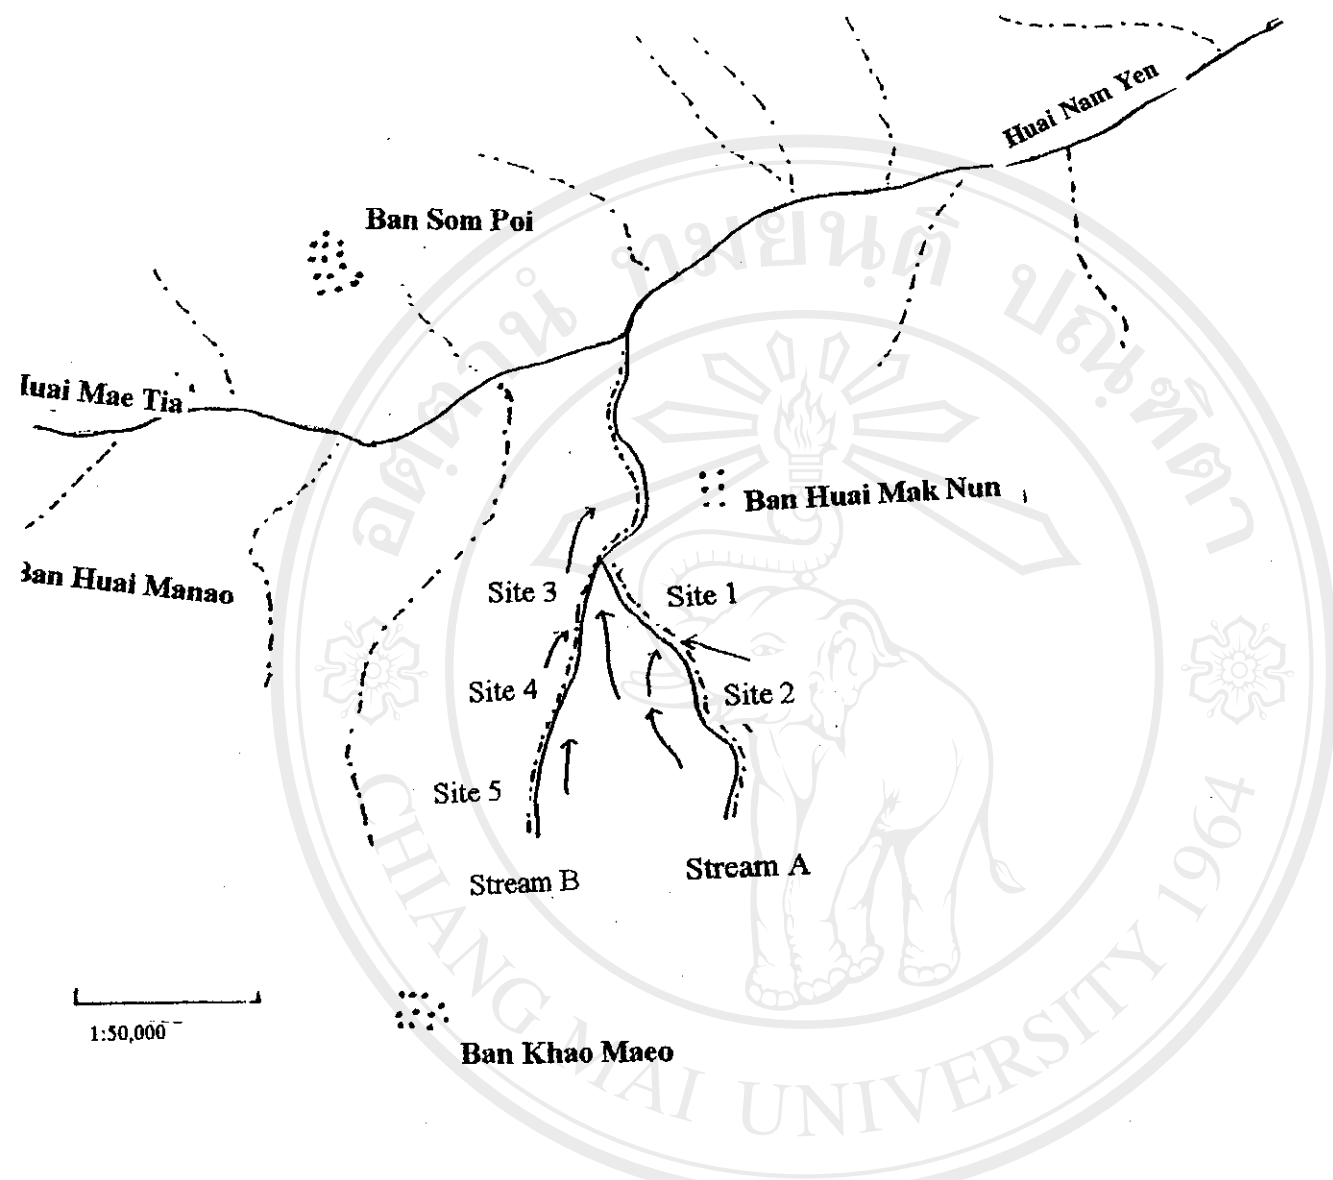 Huai Nam Yen
Ban Som Poi
Huai Mae Tia
Ban Huai Mak Nun
Ban Huai Manao
Site 3
Site 1
Site 4
Site 2
Site 5
Stream B
Stream A
1:50,000
Ban Khao Maeo
CHIANG MAI UNIVERSITY 1964